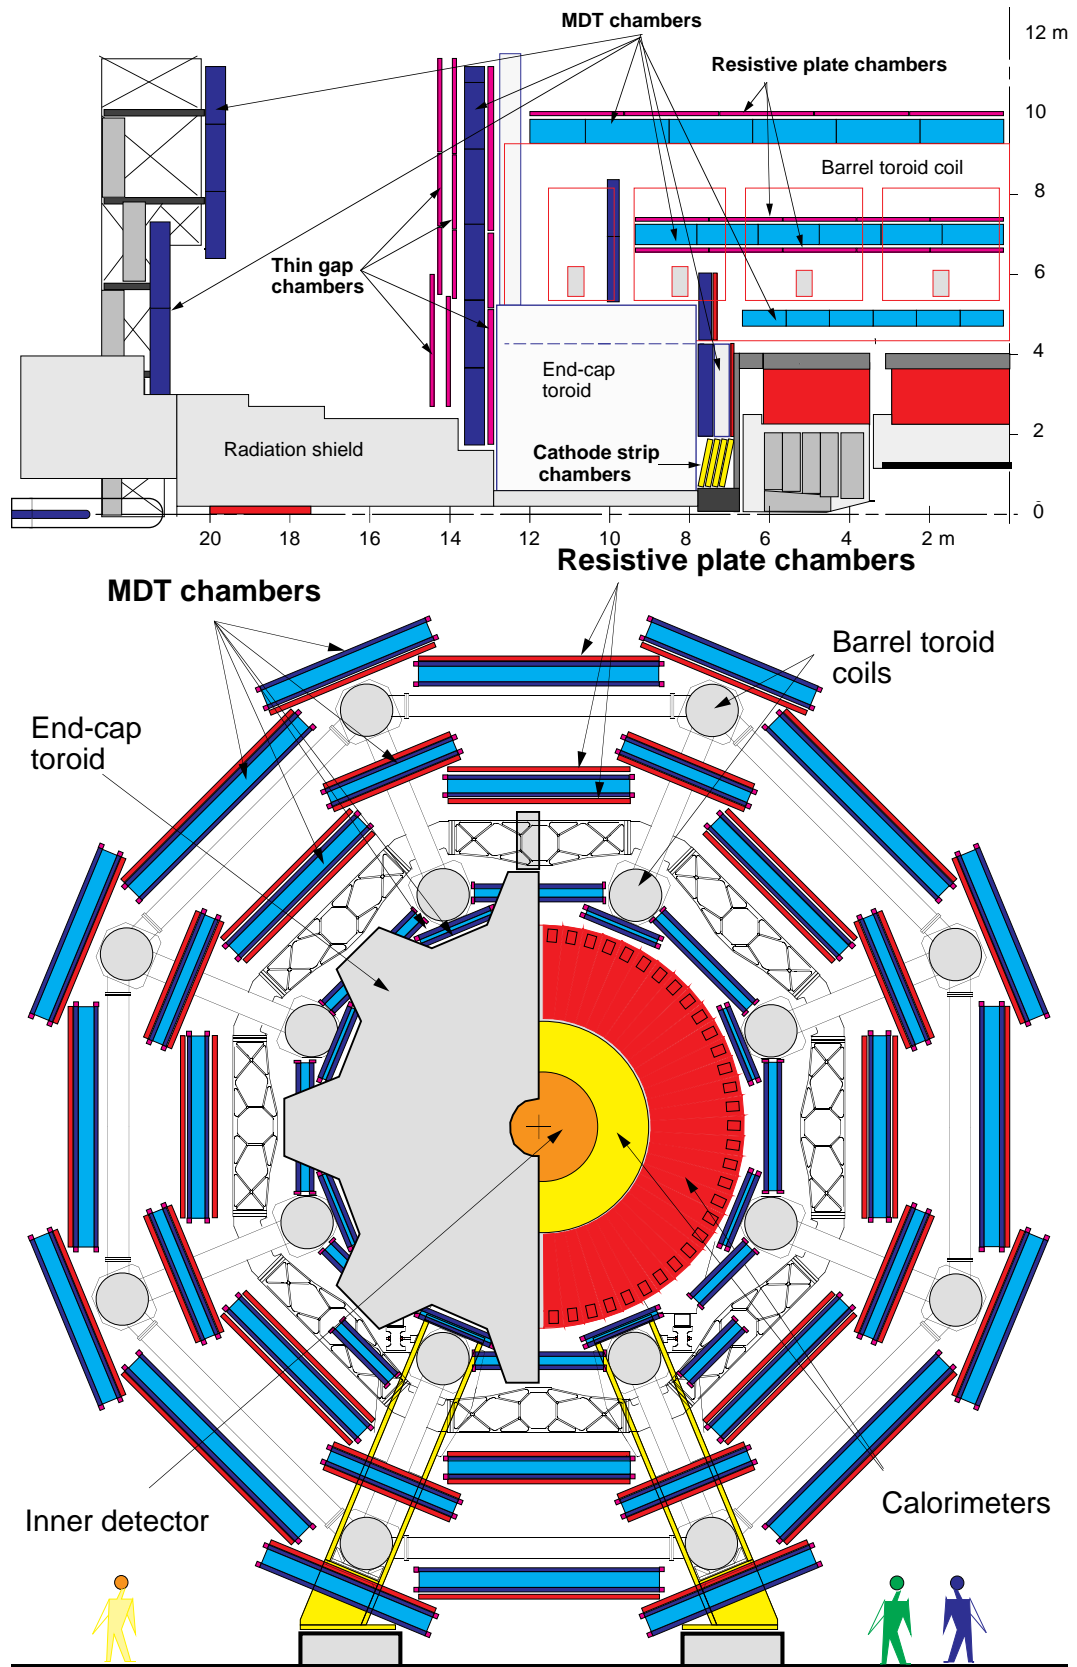 MDT chambers
12 m
Resistive plate chambers
10
Barrel toroid coil
8
Thin gap
chambers
6
4
End-cap
toroid
2
Radiation shield
Cathode strip
chambers
0
20
18
16
14
12
10
8
6
4
2 m
Resistive plate chambers
MDT chambers
Barrel toroid
coils
End-cap
toroid
Inner detector
Calorimeters